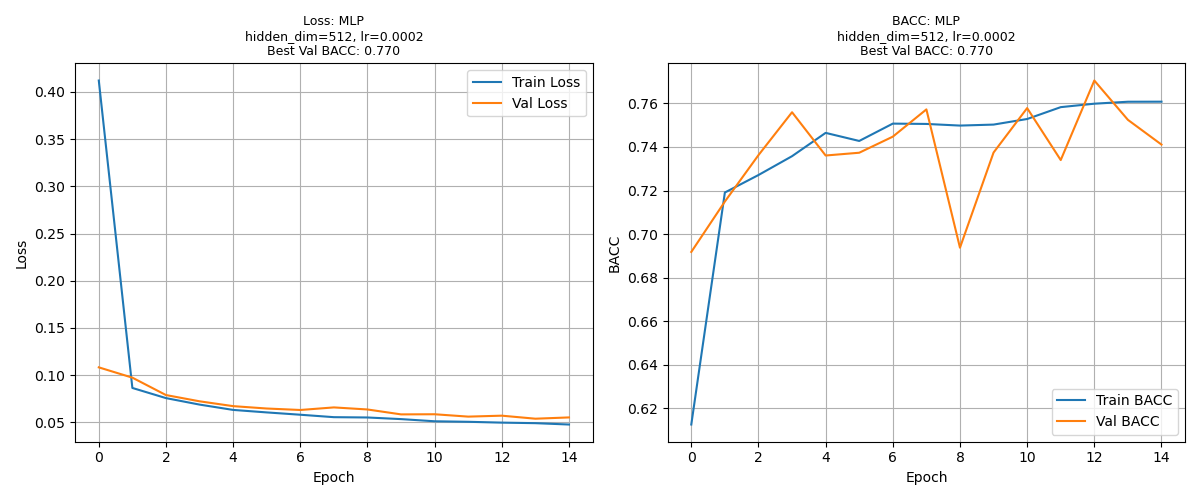 Loss: MLP
hidden_dim=512, lr=0.0002
Best Val BACC: 0.770
Train Loss
Val Loss
0.40
0.35
0.30
0.25
0.20
0.15
0.10
0.05
Loss
0 2 4 6 8 10 12 14
Epoch
BACC: MLP
hidden_dim=512, lr=0.0002
Best Val BACC: 0.770
0.76
0.74
0.72
0.70
0.68
0.66
0.64
0.62
BACC
Train BACC
Val BACC
0 2 4 6 8 10 12 14
Epoch